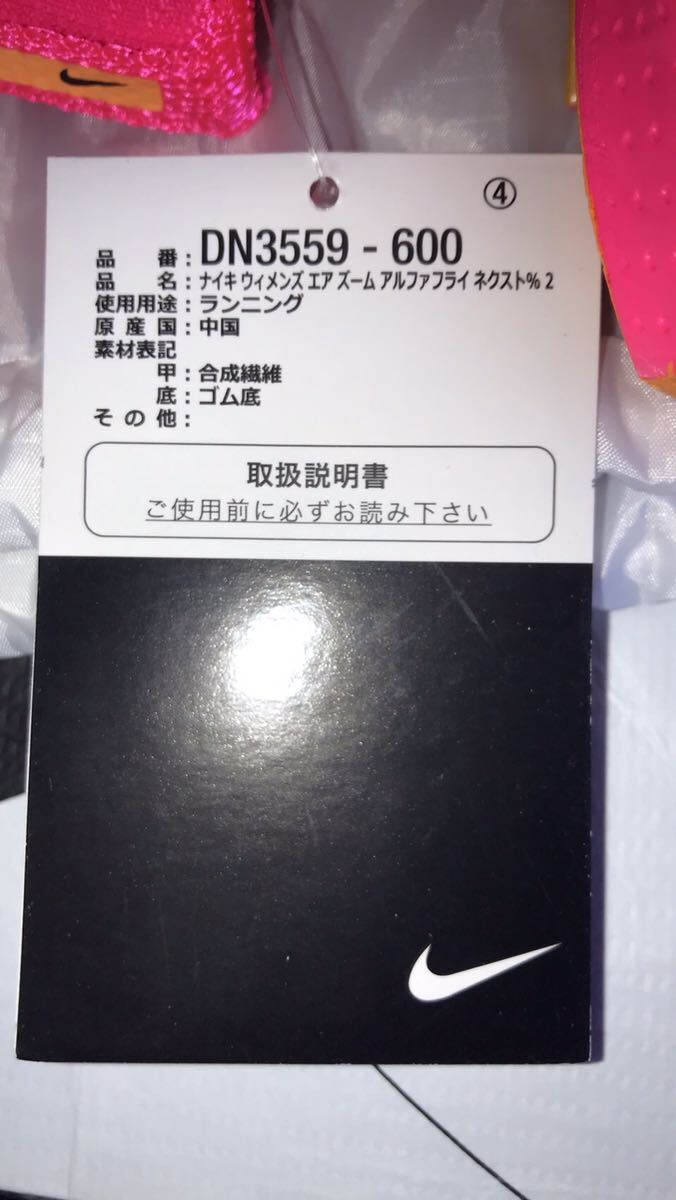 ④
品番：DN3559 - 600
品名：ナイキ ウィメンズ エア ズーム アルファフライ ネクスト% 2
使用用途：ランニング
原産国：中国
素材表記
甲：合成繊維
底：ゴム底
その他：
取扱説明書
ご使用前に必ずお読み下さい